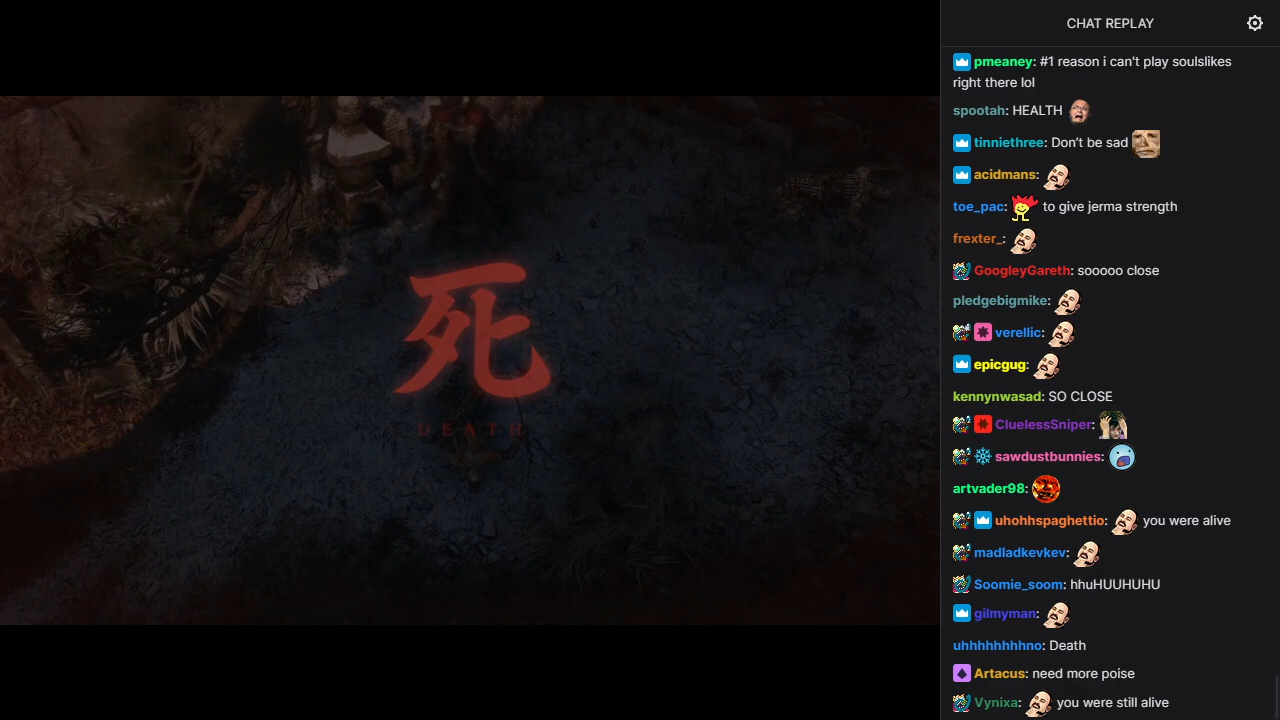 死
DEATH
CHAT REPLAY
pmeaney: #1 reason i can't play soulslikes
right there lol
spootah: HEALTH
tinniethree: Don't be sad
acidmans:
toe_pac: to give jerma strength
frexter_:
GoogleyGareth: sooooo close
pledgebigmike:
verellic:
epicgug:
kennynwasad: SO CLOSE
CluelessSniper:
sawdustbunnies:
artvader98:
uhohhspaghettio: you were alive
madladkevkev:
Soomie_soom: hhuHUUHUHU
gilmyman:
uhhhhhhhhno: Death
Artacus: need more poise
Vynixa: you were still alive